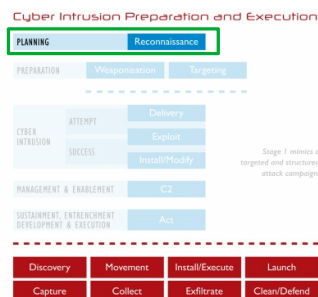 Cyber Intrusion Preparation and Execution
PLANNING Reconnaissance
PREPARATION Weaponisation Targeting
CYBER INTRUSION
ATTEMPT Delivery
Exploit
SUCCESS Install/Modify
Stage 1 mimics a
targeted and structured
attack campaign
MANAGEMENT & ENABLEMENT C2
SUSTAINMENT, ENTRENCHMENT
DEVELOPMENT & EXECUTION Act
Discovery Movement Install/Execute Launch
Capture Collect Exfiltrate Clean/Defend